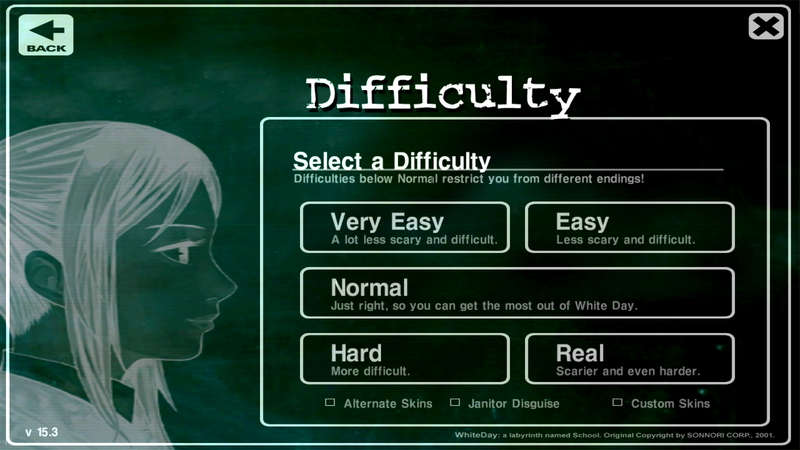 BACK
Difficulty
Select a Difficulty
Difficulties below Normal restrict you from different endings!
Very Easy
A lot less scary and difficult.
Easy
Less scary and difficult.
Normal
Just right, so you can get the most out of White Day.
Hard
More difficult.
Real
Scarier and even harder.
Alternate Skins
Janitor Disguise
Custom Skins
v 15.3
WhiteDay: a labyrinth named School. Original Copyright by SONNORI CORP., 2001.